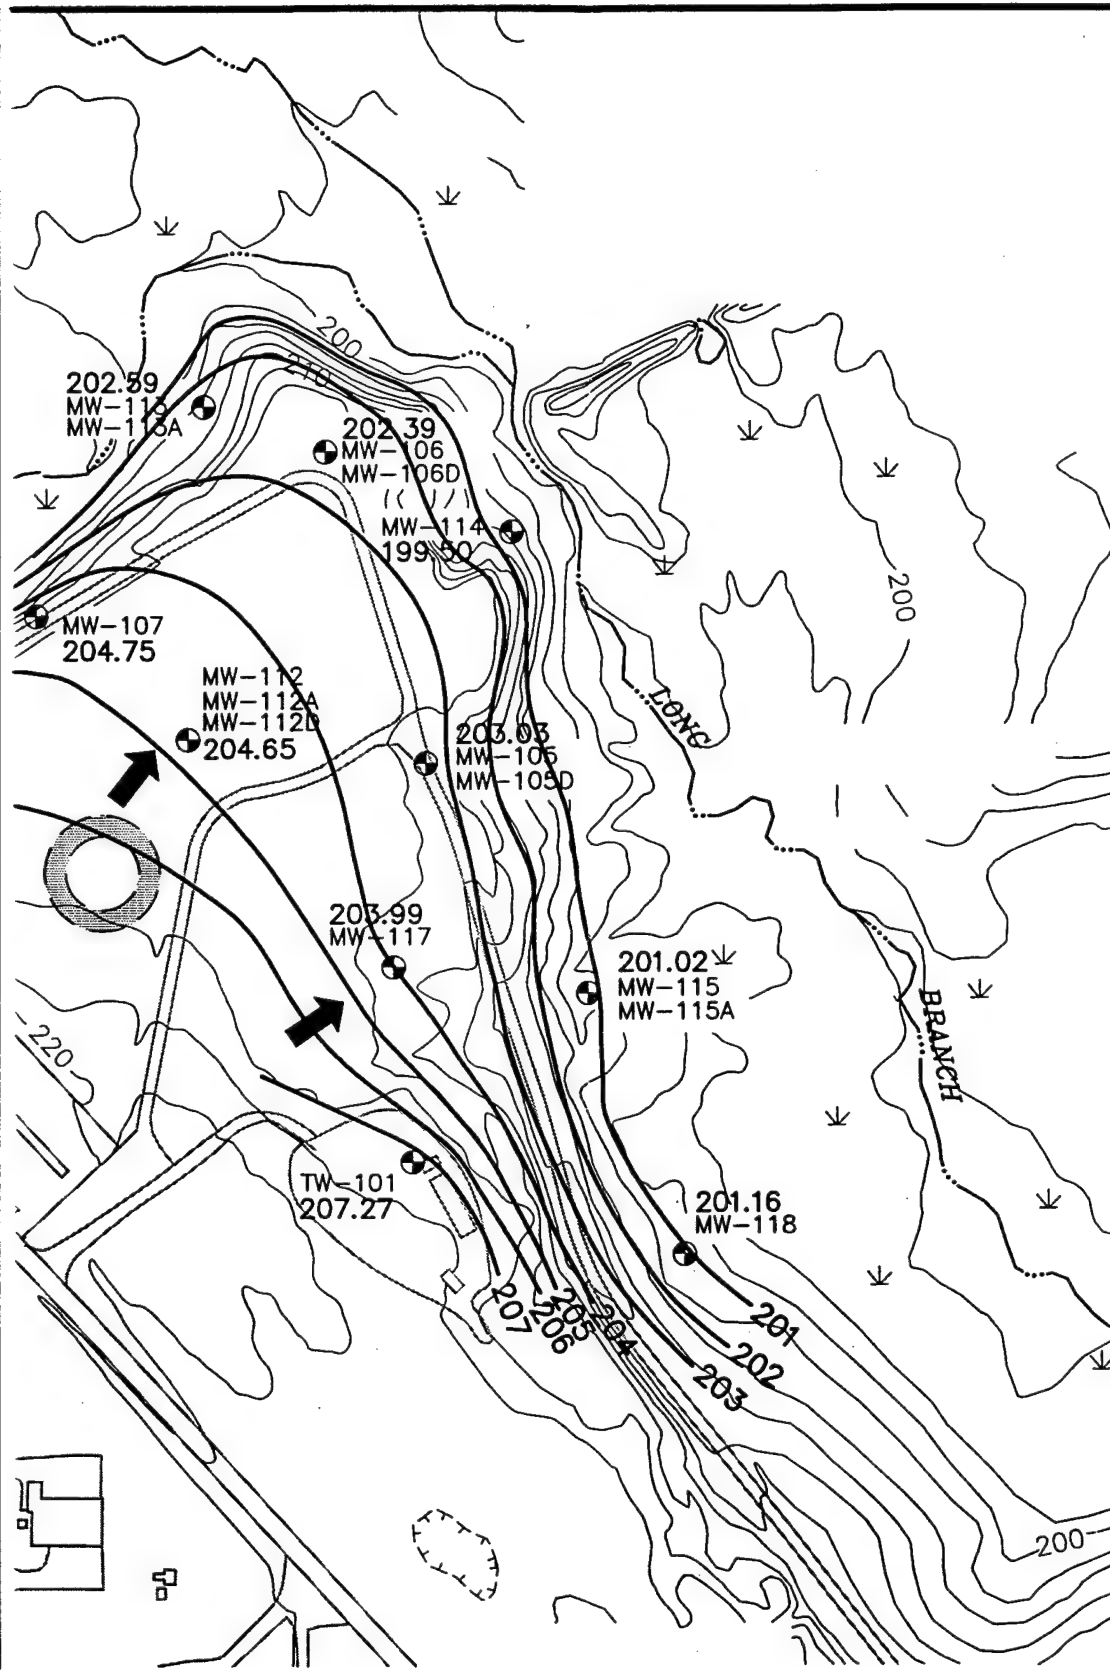 200
210
202.59
MW-113
MW-113A
202.39
MW-106
MW-106D
MW-114
199.50
200
MW-107
204.75
MW-112
MW-112A
MW-112D
204.65
LONG
203.03
MW-105
MW-105D
203.99
MW-117
201.02
MW-115
MW-115A
BRANCH
220
TW-101
207.27
201.16
MW-118
207
206
205
204
201
202
203
200